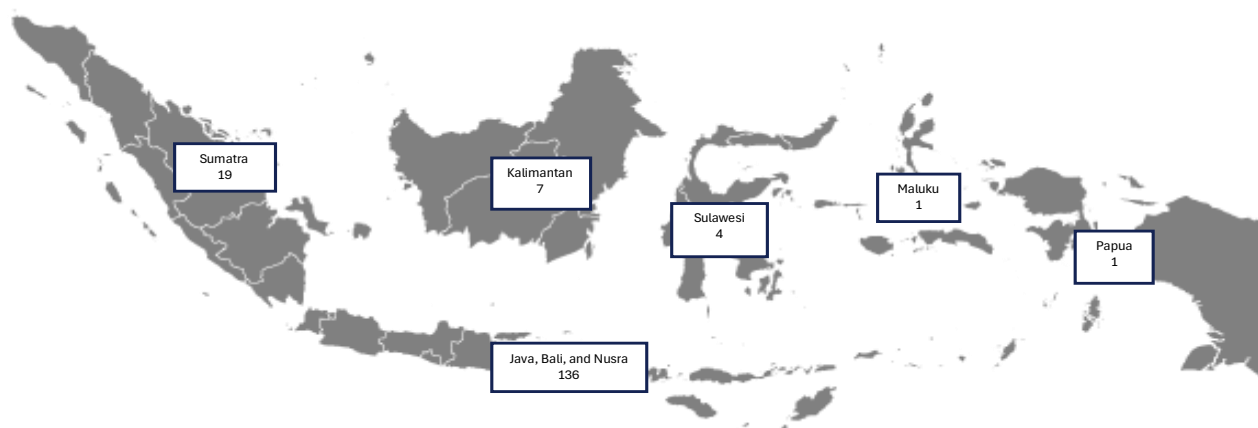 Sumatra
19
Kalimantan
7
Sulawesi
4
Maluku
1
Papua
1
Java, Bali, and Nusra
136